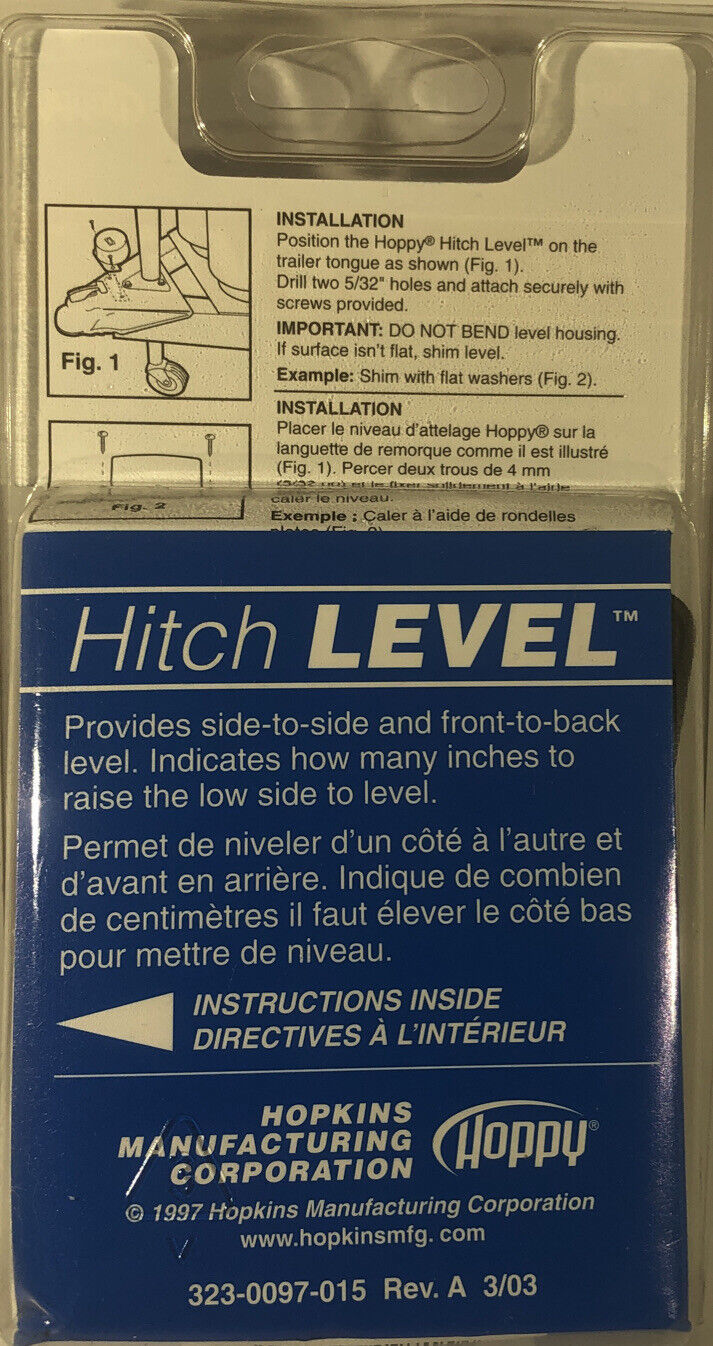 INSTALLATION
Position the Hoppy® Hitch Level™ on the
trailer tongue as shown (Fig. 1).
Drill two 5/32" holes and attach securely with
screws provided.
IMPORTANT: DO NOT BEND level housing.
If surface isn't flat, shim level.
Example: Shim with flat washers (Fig. 2).
Fig. 1
INSTALLATION
Placer le niveau d'attelage Hoppy® sur la
languette de remorque comme il est illustré
(Fig. 1). Percer deux trous de 4 mm
caler le niveau.
Exemple : Caler à l'aide de rondelles
Fig. 2
Hitch LEVEL™
Provides side-to-side and front-to-back
level. Indicates how many inches to
raise the low side to level.
Permet de niveler d'un côté à l'autre et
d'avant en arrière. Indique de combien
de centimètres il faut élever le côté bas
pour mettre de niveau.
INSTRUCTIONS INSIDE
DIRECTIVES À L'INTÉRIEUR
HOPKINS
MANUFACTURING
CORPORATION
HOPPY®
© 1997 Hopkins Manufacturing Corporation
www.hopkinsmfg. com
323-0097-015 Rev. A 3/03